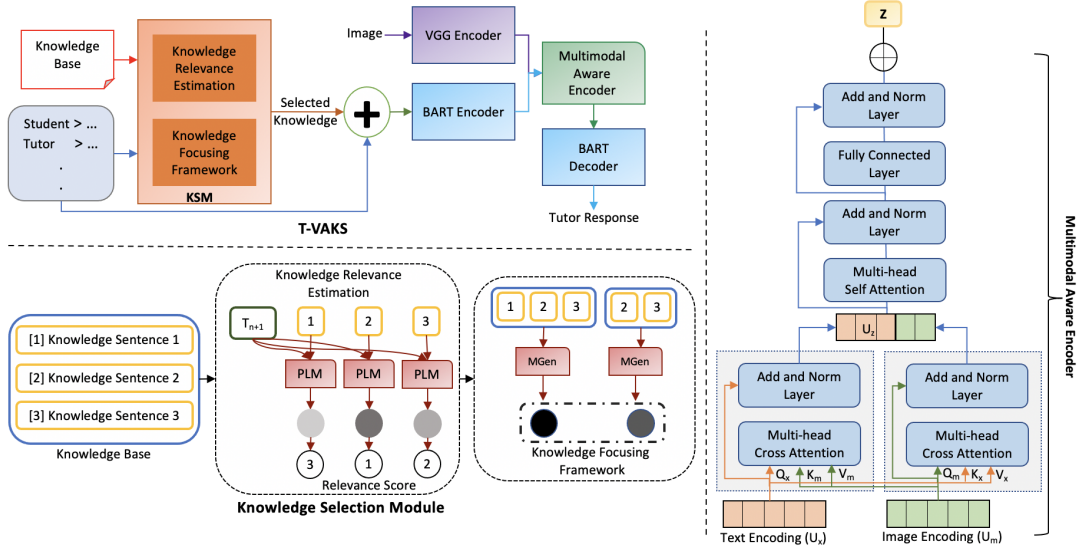 Knowledge
Base
Student > ...
Tutor > ...
.
.
Knowledge
Relevance
Estimation
Knowledge
Focusing
Framework
KSM
Selected
Knowledge
+
Image
VGG Encoder
BART Encoder
Multimodal
Aware
Encoder
BART
Decoder
Tutor Response
T-VAKS
[1] Knowledge Sentence 1
[2] Knowledge Sentence 2
[3] Knowledge Sentence 3
Knowledge Base
Knowledge Relevance
Estimation
Tn+1
1
2
3
PLM
PLM
PLM
3
1
2
Relevance Score
Knowledge Selection Module
1 2 3
2 3
MGen
MGen
Knowledge Focusing
Framework
Z
Add and Norm
Layer
Fully Connected
Layer
Add and Norm
Layer
Multi-head
Self Attention
Uz
Add and Norm
Layer
Multi-head
Cross Attention
Qx Km Vm
Add and Norm
Layer
Multi-head
Cross Attention
Qm Kx Vx
Text Encoding (Ux)
Image Encoding (Um)
Multimodal Aware Encoder